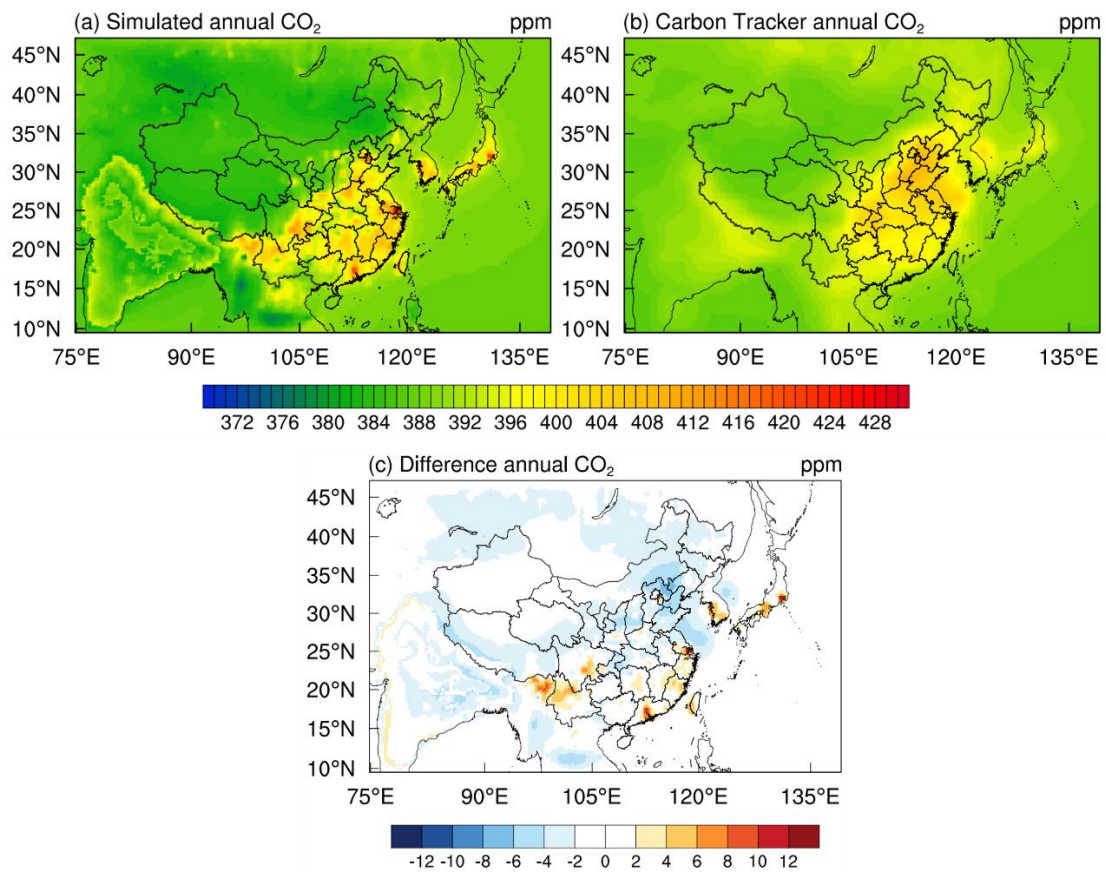 (a) Simulated annual CO₂ ppm
45°N
40°N
35°N
30°N
25°N
20°N
15°N
10°N
75°E 90°E 105°E 120°E 135°E
(b) Carbon Tracker annual CO₂ ppm
45°N
40°N
35°N
30°N
25°N
20°N
15°N
10°N
75°E 90°E 105°E 120°E 135°E
372 376 380 384 388 392 396 400 404 408 412 416 420 424 428
(c) Difference annual CO₂ ppm
45°N
40°N
35°N
30°N
25°N
20°N
15°N
10°N
75°E 90°E 105°E 120°E 135°E
-12 -10 -8 -6 -4 -2 0 2 4 6 8 10 12